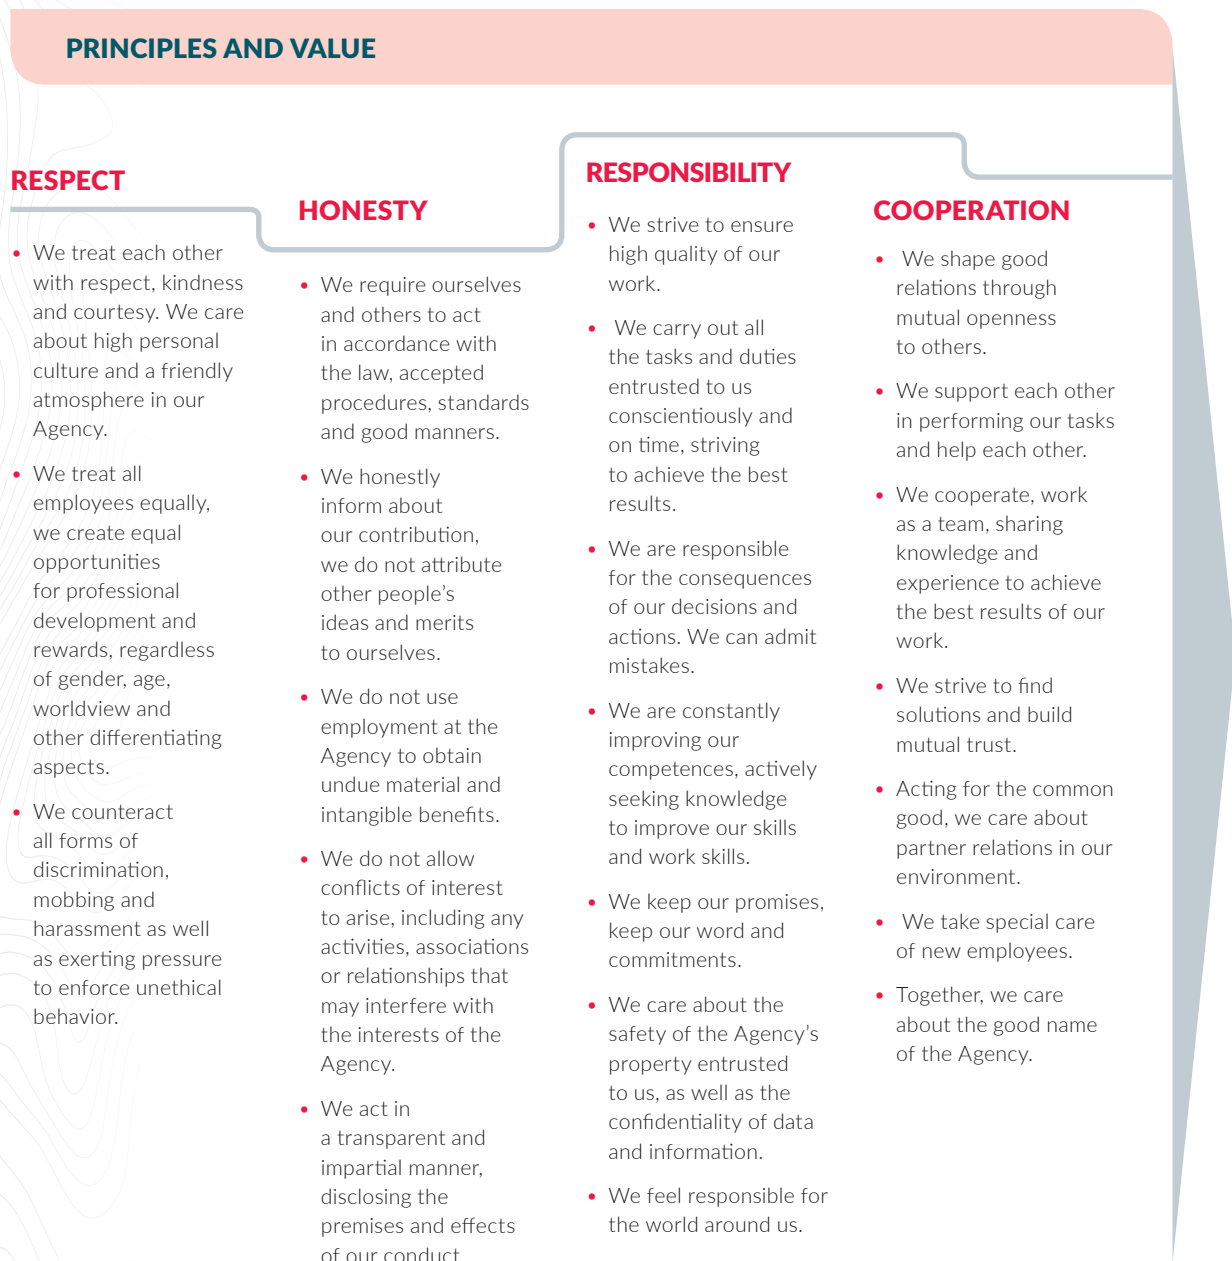 PRINCIPLES AND VALUE
RESPECT
• We treat each other
with respect, kindness
and courtesy. We care
about high personal
culture and a friendly
atmosphere in our
Agency.
• We treat all
employees equally,
we create equal
opportunities
for professional
development and
rewards, regardless
of gender, age,
worldview and
other differentiating
aspects.
• We counteract
all forms of
discrimination,
mobbing and
harassment as well
as exerting pressure
to enforce unethical
behavior.
HONESTY
• We require ourselves
and others to act
in accordance with
the law, accepted
procedures, standards
and good manners.
• We honestly
inform about
our contribution,
we do not attribute
other people’s
ideas and merits
to ourselves.
• We do not use
employment at the
Agency to obtain
undue material and
intangible benefits.
• We do not allow
conflicts of interest
to arise, including any
activities, associations
or relationships that
may interfere with
the interests of the
Agency.
• We act in
a transparent and
impartial manner,
disclosing the
premises and effects
of our conduct
RESPONSIBILITY
• We strive to ensure
high quality of our
work.
• We carry out all
the tasks and duties
entrusted to us
conscientiously and
on time, striving
to achieve the best
results.
• We are responsible
for the consequences
of our decisions and
actions. We can admit
mistakes.
• We are constantly
improving our
competences, actively
seeking knowledge
to improve our skills
and work skills.
• We keep our promises,
keep our word and
commitments.
• We care about the
safety of the Agency’s
property entrusted
to us, as well as the
confidentiality of data
and information.
• We feel responsible for
the world around us.
COOPERATION
• We shape good
relations through
mutual openness
to others.
• We support each other
in performing our tasks
and help each other.
• We cooperate, work
as a team, sharing
knowledge and
experience to achieve
the best results of our
work.
• We strive to find
solutions and build
mutual trust.
• Acting for the common
good, we care about
partner relations in our
environment.
• We take special care
of new employees.
• Together, we care
about the good name
of the Agency.